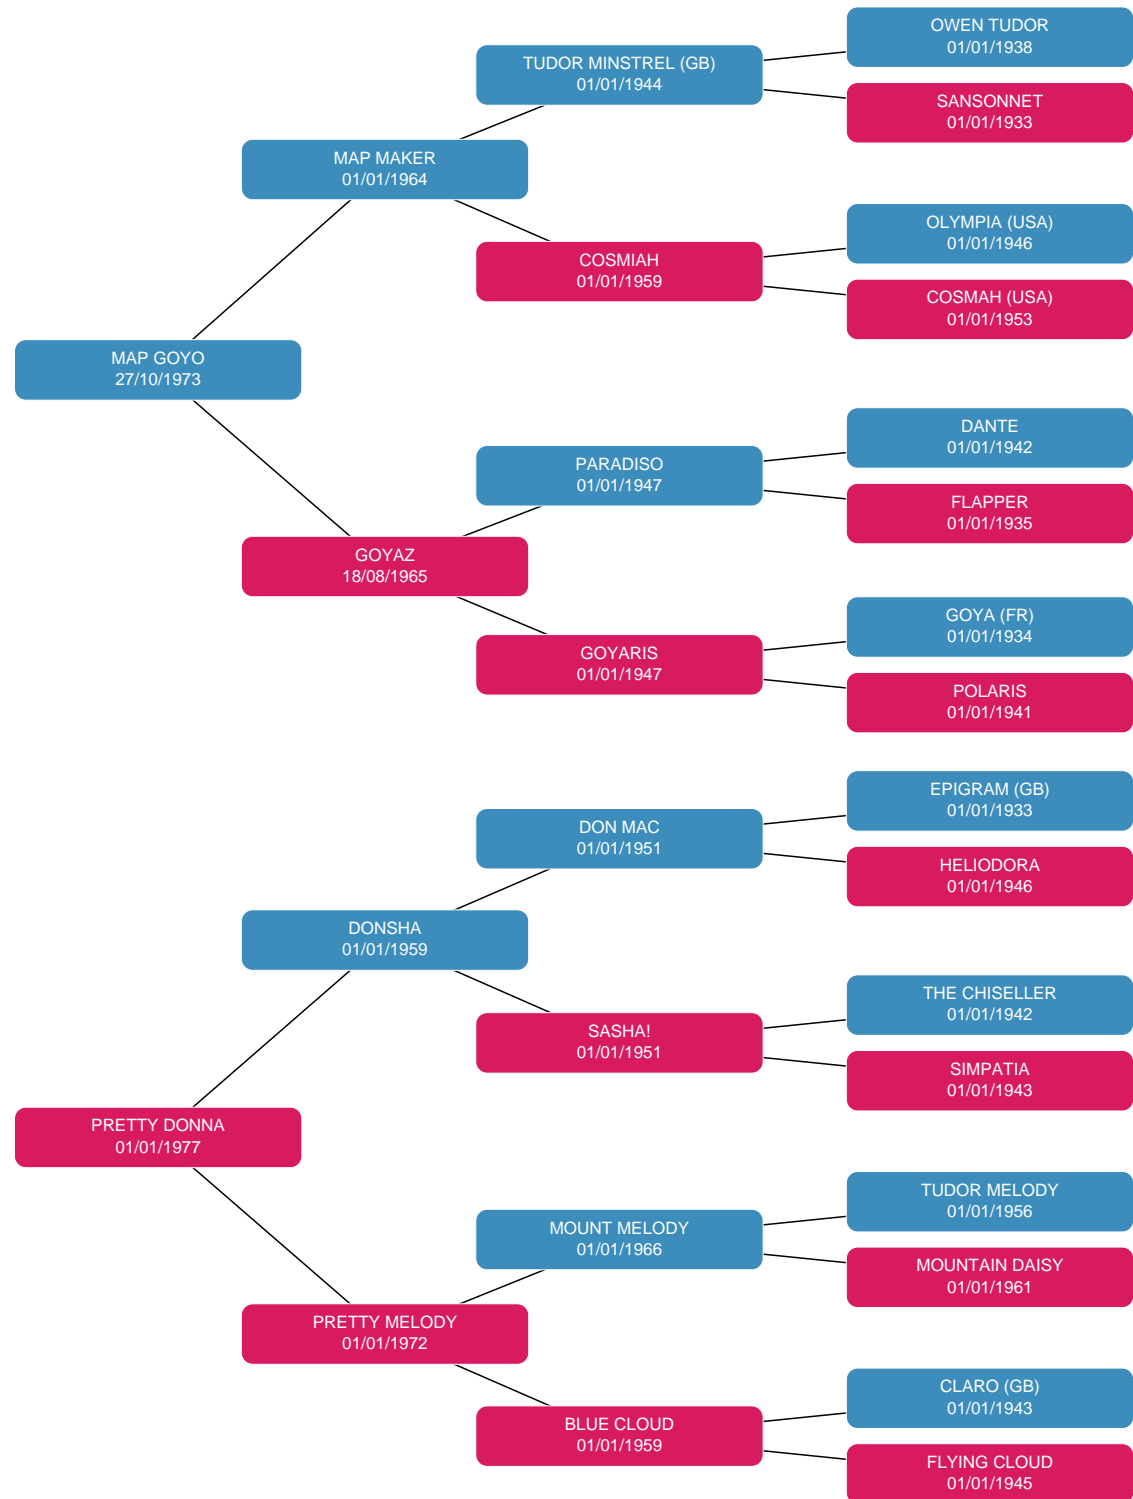 OWEN TUDOR
01/01/1938
TUDOR MINSTREL (GB)
01/01/1944
SANSONNET
01/01/1933
MAP MAKER
01/01/1964
OLYMPIA (USA)
01/01/1946
COSMIAH
01/01/1959
COSMAH (USA)
01/01/1953
MAP GOYO
27/10/1973
DANTE
01/01/1942
PARADISO
01/01/1947
FLAPPER
01/01/1935
GOYAZ
18/08/1965
GOYA (FR)
01/01/1934
GOYARIS
01/01/1947
POLARIS
01/01/1941
EPIGRAM (GB)
01/01/1933
DON MAC
01/01/1951
HELIODORA
01/01/1946
DONSHA
01/01/1959
THE CHISELLER
01/01/1942
SASHA!
01/01/1951
SIMPATIA
01/01/1943
PRETTY DONNA
01/01/1977
TUDOR MELODY
01/01/1956
MOUNT MELODY
01/01/1966
MOUNTAIN DAISY
01/01/1961
PRETTY MELODY
01/01/1972
CLARO (GB)
01/01/1943
BLUE CLOUD
01/01/1959
FLYING CLOUD
01/01/1945